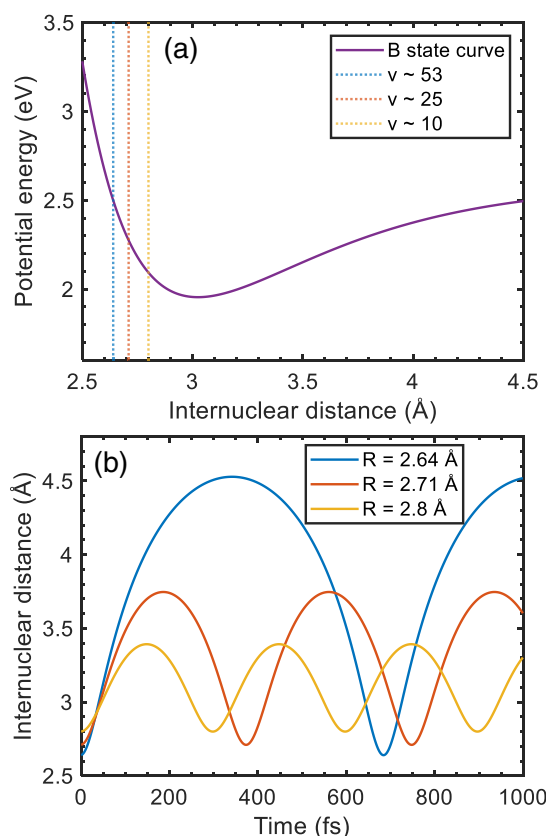 (a)
B state curve
v ~ 53
v ~ 25
v ~ 10
3.5
3
2.5
2
Potential energy (eV)
2.5 3 3.5 4 4.5
Internuclear distance (Å)
(b)
R = 2.64 Å
R = 2.71 Å
R = 2.8 Å
4.5
4
3.5
3
2.5
Internuclear distance (Å)
0 200 400 600 800 1000
Time (fs)